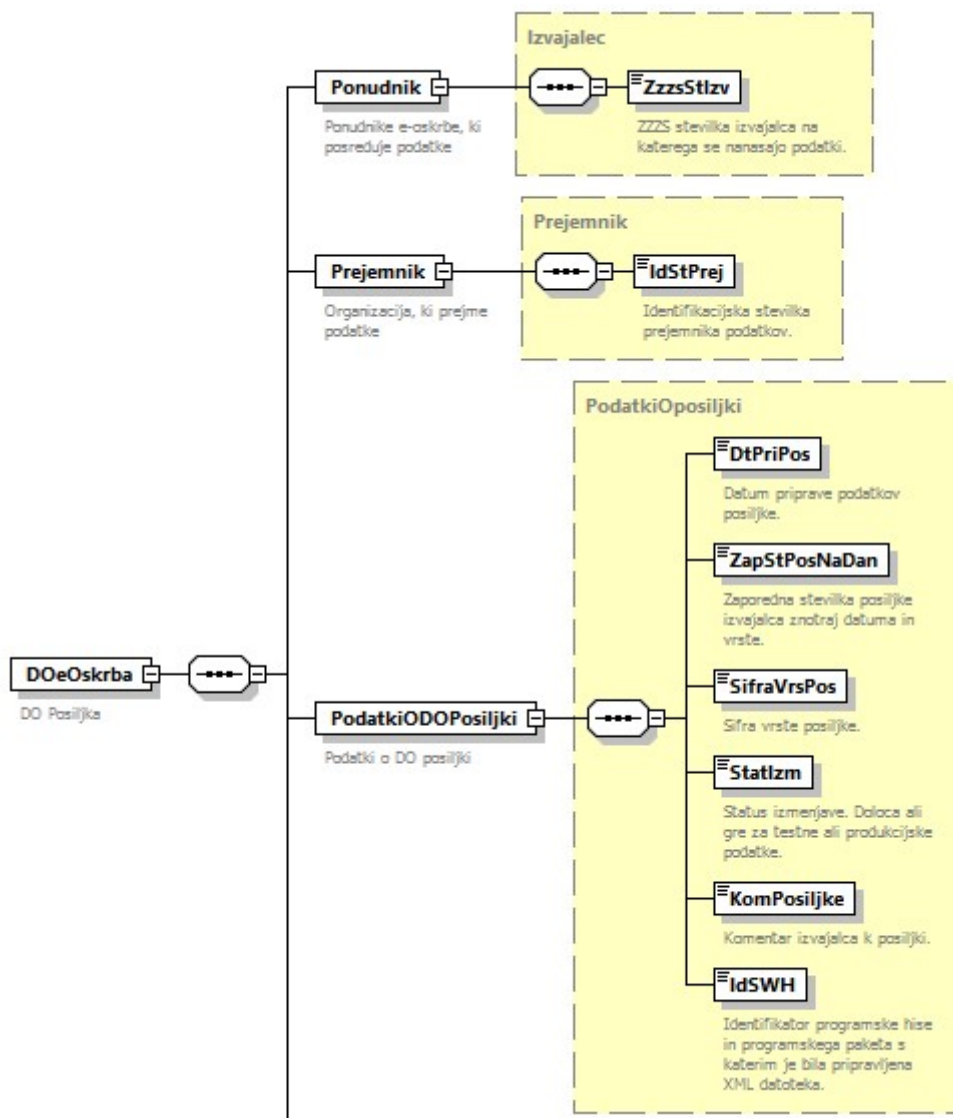 Izvajalec
Ponudnik
Ponudnike e-oskrbe, ki
posreduje podatke
ZzzsStIzv
ZZZS stevilka izvajalca na
katerega se nanasajo podatki.
Prejemnik
Prejemnik
Organizacija, ki prejme
podatke
IdStPrej
Identifikacijska stevilka
prejemnika podatkov.
PodatkiOposiljki
DtPriPos
Datum priprave podatkov
posiljke.
ZapStPosNaDan
Zaporedna stevilka posiljke
izvajalca znotraj datuma in
vrste.
DOeOskrba
DO Posiljka
PodatkiODOPosiljki
Podatki o DO posiljki
SifraVrsPos
Sifra vrste posiljke.
StatIzm
Status izmenjave. Doloca ali
gre za testne ali produkcijske
podatke.
KomPosiljke
Komentar izvajalca k posiljki.
IdSWH
Identifikator programske hise
in programskega paketa s
katerim je bila pripravljena
XML datoteka.